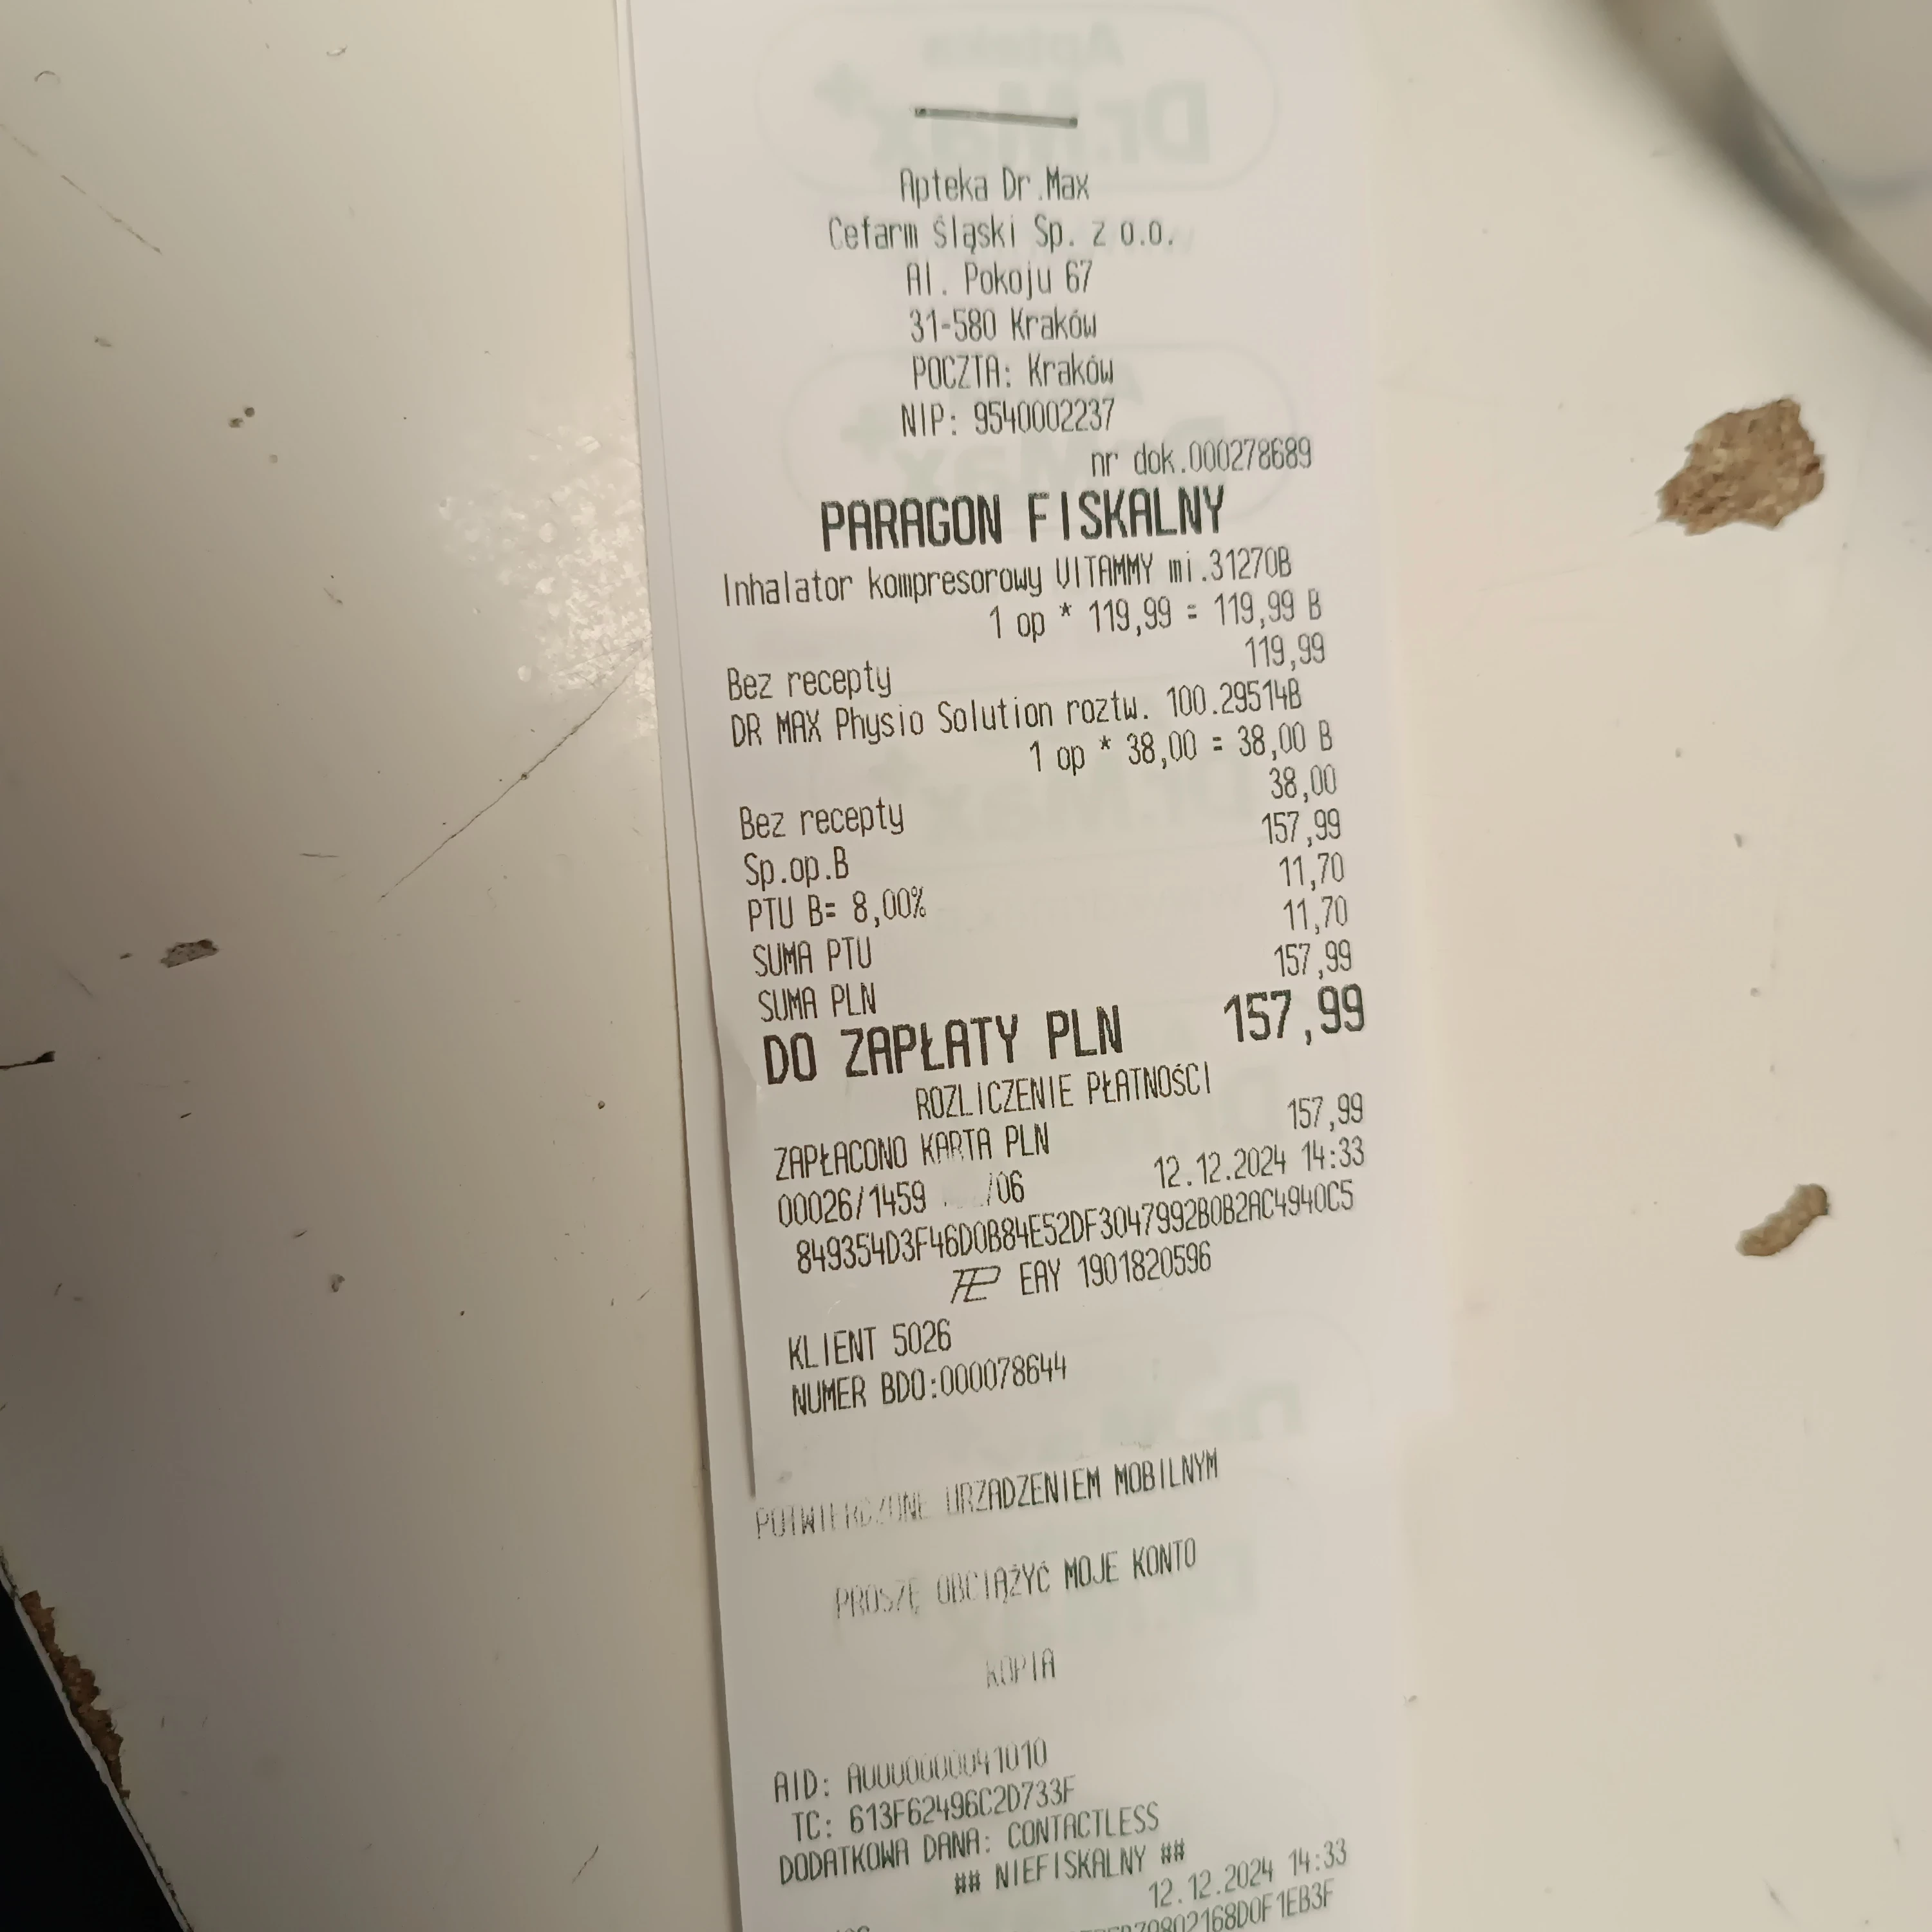 Apteka Dr.Max
Cefarm Śląski Sp. z o.o.
Al. Pokoju 67
31-580 Kraków
POCZTA: Kraków
NIP: 9540002237
nr dok.000278689
PARAGON FISKALNY
Inhalator kompresorowy VITAMMY mi.31270B
1 op * 119,99 = 119,99 B
119,99
Bez recepty
DR MAX Physio Solution roztw. 100.29514B
1 op * 38,00 = 38,00 B
38,00
Bez recepty
Sp.op.B 157,99
PTU B= 8,00% 11,70
SUMA PTU 11,70
SUMA PLN 157,99
DO ZAPŁATY PLN 157,99
ROZLICZENIE PŁATNOŚCI
ZAPŁACONO KARTA PLN 157,99
00026/1459 /06 12.12.2024 14:33
849354D3F46D0B84E52DF3047992B0B2AC4940C5
EAY 1901820596
KLIENT 5026
NUMER BDO:000078644
POTWIERDZONE URZADZENIEM MOBILNYM
PROSZĘ OBCIĄŻYĆ MOJE KONTO
KOPIA
AID: A0000000041010
TC: 613F62496C2D733F
DODATKOWA DANA: CONTACTLESS
## NIEFISKALNY ##
12.12.2024 14:33